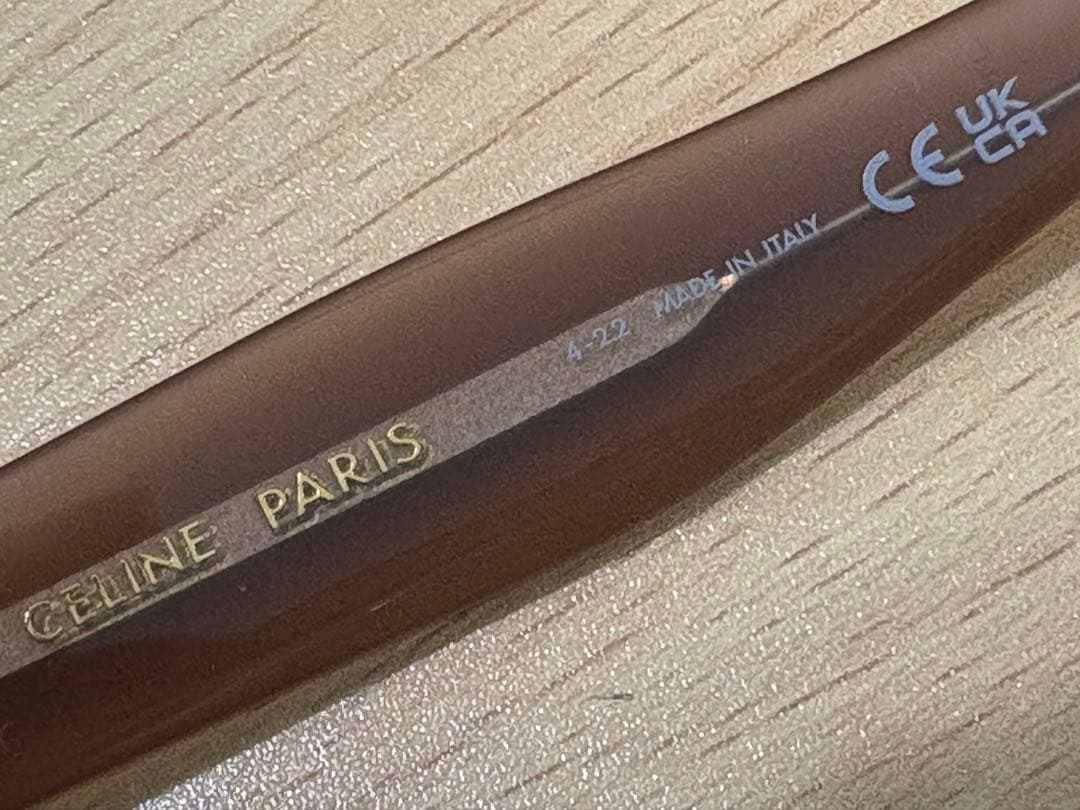 CELINE PARIS
4-22 MADE IN ITALY
CE UK
CA